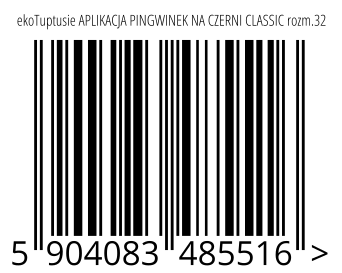 ekoTuptusie APLIKACJA PINGWINEK NA CZERNI CLASSIC rozm.32
5 904083 485516 >